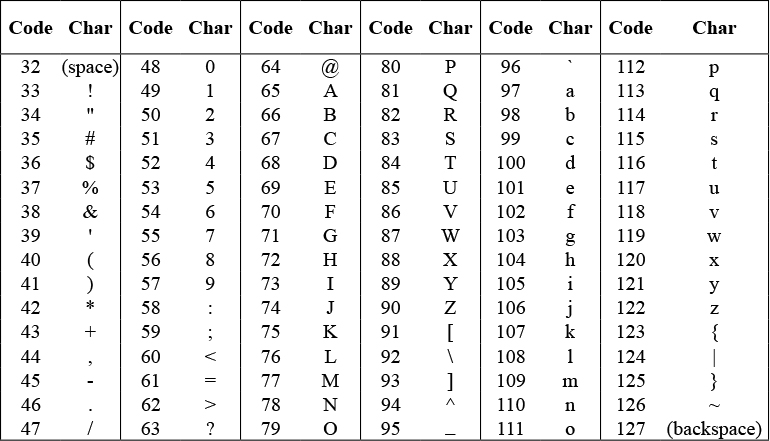 Code Char Code Char Code Char Code Char Code Char Code Char
32 (space) 48 0 64 @ 80 P 96 ` 112 p
33 ! 49 1 65 A 81 Q 97 a 113 q
34 " 50 2 66 B 82 R 98 b 114 r
35 # 51 3 67 C 83 S 99 c 115 s
36 $ 52 4 68 D 84 T 100 d 116 t
37 % 53 5 69 E 85 U 101 e 117 u
38 & 54 6 70 F 86 V 102 f 118 v
39 ' 55 7 71 G 87 W 103 g 119 w
40 ( 56 8 72 H 88 X 104 h 120 x
41 ) 57 9 73 I 89 Y 105 i 121 y
42 * 58 : 74 J 90 Z 106 j 122 z
43 + 59 ; 75 K 91 [ 107 k 123 {
44 , 60 < 76 L 92 \ 108 l 124 |
45 - 61 = 77 M 93 ] 109 m 125 }
46 . 62 > 78 N 94 ^ 110 n 126 ~
47 / 63 ? 79 O 95 _ 111 o 127 (backspace)